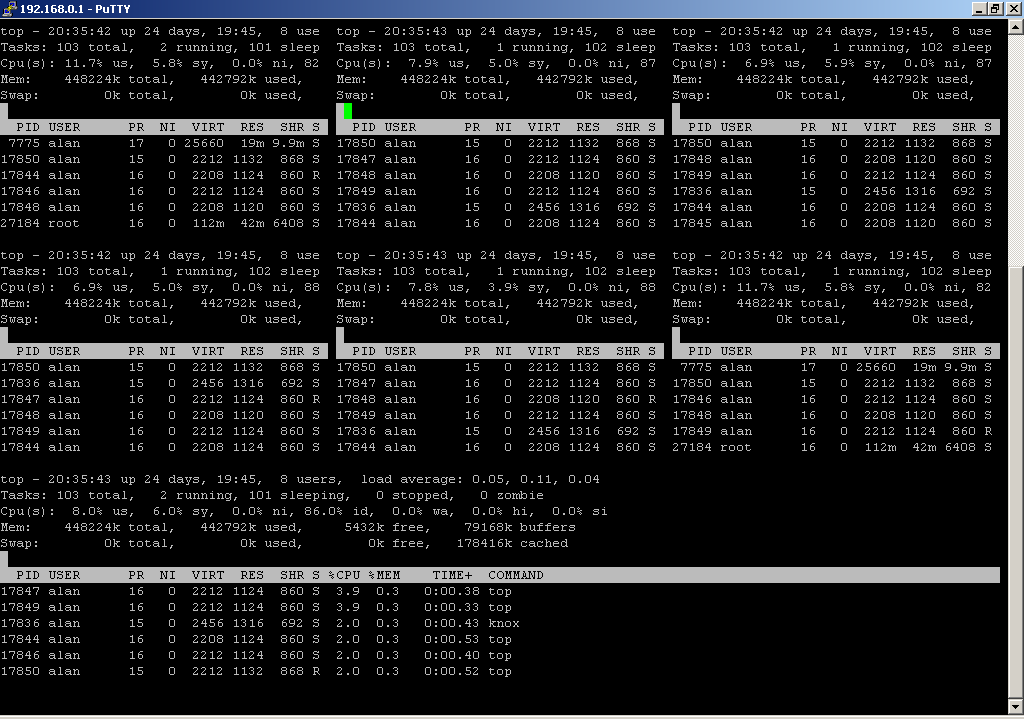 192.168.0.1 - PuTTY
top - 20:35:42 up 24 days, 19:45,  8 use
Tasks: 103 total,   2 running, 101 sleep
Cpu(s): 11.7% us,  5.8% sy,  0.0% ni, 82
Mem:    448224k total,   442792k used,
Swap:        0k total,        0k used,
PID USER      PR  NI  VIRT  RES  SHR S
7775 alan      17   0 25660  19m 9.9m S
17850 alan      15   0  2212 1132  868 S
17844 alan      16   0  2208 1124  860 R
17846 alan      16   0  2212 1124  860 S
17848 alan      16   0  2208 1120  860 S
27184 root      16   0  112m  42m 6408 S
top - 20:35:43 up 24 days, 19:45,  8 use
Tasks: 103 total,   1 running, 102 sleep
Cpu(s):  7.9% us,  5.0% sy,  0.0% ni, 87
Mem:    448224k total,   442792k used,
Swap:        0k total,        0k used,
PID USER      PR  NI  VIRT  RES  SHR S
17850 alan      15   0  2212 1132  868 S
17847 alan      16   0  2212 1124  860 S
17848 alan      16   0  2208 1120  860 S
17849 alan      16   0  2212 1124  860 S
17836 alan      15   0  2456 1316  692 S
17844 alan      16   0  2208 1124  860 S
top - 20:35:43 up 24 days, 19:45,  8 use
Tasks: 103 total,   1 running, 102 sleep
Cpu(s):  6.9% us,  5.9% sy,  0.0% ni, 87
Mem:    448224k total,   442792k used,
Swap:        0k total,        0k used,
PID USER      PR  NI  VIRT  RES  SHR S
17850 alan      15   0  2212 1132  868 S
17848 alan      16   0  2208 1120  860 S
17849 alan      16   0  2212 1124  860 S
17836 alan      15   0  2456 1316  692 S
17844 alan      16   0  2208 1124  860 S
17845 alan      16   0  2208 1120  860 S
top - 20:35:43 up 24 days, 19:45,  8 use
Tasks: 103 total,   1 running, 102 sleep
Cpu(s):  6.9% us,  5.0% sy,  0.0% ni, 88
Mem:    448224k total,   442792k used,
Swap:        0k total,        0k used,
PID USER      PR  NI  VIRT  RES  SHR S
17850 alan      15   0  2212 1132  868 S
17836 alan      15   0  2456 1316  692 S
17847 alan      16   0  2212 1124  860 R
17848 alan      16   0  2208 1120  860 S
17849 alan      16   0  2212 1124  860 S
17844 alan      16   0  2208 1124  860 S
top - 20:35:43 up 24 days, 19:45,  8 use
Tasks: 103 total,   1 running, 102 sleep
Cpu(s):  7.8% us,  3.9% sy,  0.0% ni, 88
Mem:    448224k total,   442792k used,
Swap:        0k total,        0k used,
PID USER      PR  NI  VIRT  RES  SHR S
17850 alan      15   0  2212 1132  868 S
17847 alan      16   0  2212 1124  860 S
17848 alan      16   0  2208 1120  860 R
17849 alan      16   0  2212 1124  860 S
17836 alan      15   0  2456 1316  692 S
17844 alan      16   0  2208 1124  860 S
top - 20:35:42 up 24 days, 19:45,  8 use
Tasks: 103 total,   1 running, 102 sleep
Cpu(s): 11.7% us,  5.8% sy,  0.0% ni, 82
Mem:    448224k total,   442792k used,
Swap:        0k total,        0k used,
PID USER      PR  NI  VIRT  RES  SHR S
7775 alan      17   0 25660  19m 9.9m S
17850 alan      15   0  2212 1132  868 S
17846 alan      16   0  2212 1124  860 S
17848 alan      16   0  2208 1120  860 S
17849 alan      16   0  2212 1124  860 R
27184 root      16   0  112m  42m 6408 S
top - 20:35:43 up 24 days, 19:45,  8 users,  load average: 0.05, 0.11, 0.04
Tasks: 103 total,   2 running, 101 sleeping,   0 stopped,   0 zombie
Cpu(s):  8.0% us,  6.0% sy,  0.0% ni, 86.0% id,  0.0% wa,  0.0% hi,  0.0% si
Mem:    448224k total,   442792k used,     5432k free,    79168k buffers
Swap:        0k total,        0k used,        0k free,   178416k cached
PID USER      PR  NI  VIRT  RES  SHR S %CPU %MEM    TIME+  COMMAND
17847 alan      16   0  2212 1124  860 S  3.9  0.3   0:00.38 top
17849 alan      16   0  2212 1124  860 S  3.9  0.3   0:00.33 top
17836 alan      15   0  2456 1316  692 S  2.0  0.3   0:00.43 knox
17844 alan      16   0  2208 1124  860 S  2.0  0.3   0:00.53 top
17846 alan      16   0  2212 1124  860 S  2.0  0.3   0:00.40 top
17850 alan      15   0  2212 1132  868 R  2.0  0.3   0:00.52 top